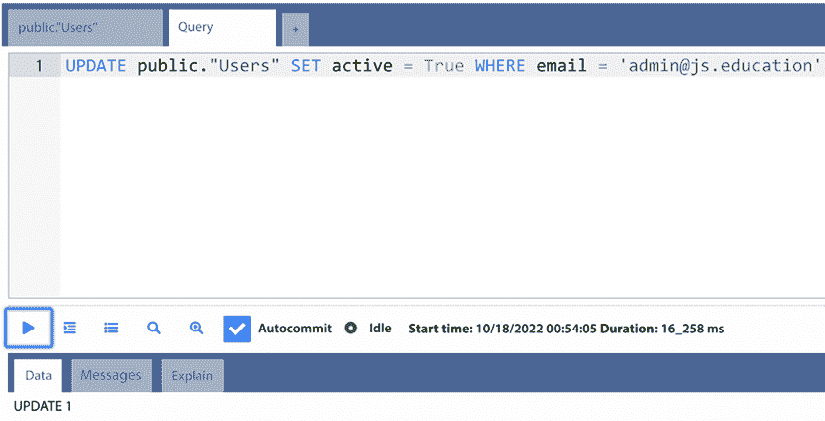 public."Users"
Query
+
1 UPDATE public."Users" SET active = True WHERE email = 'admin@js.education'
Autocommit Idle Start time: 10/18/2022 00:54:05 Duration: 16_258 ms
Data
Messages
Explain
UPDATE 1